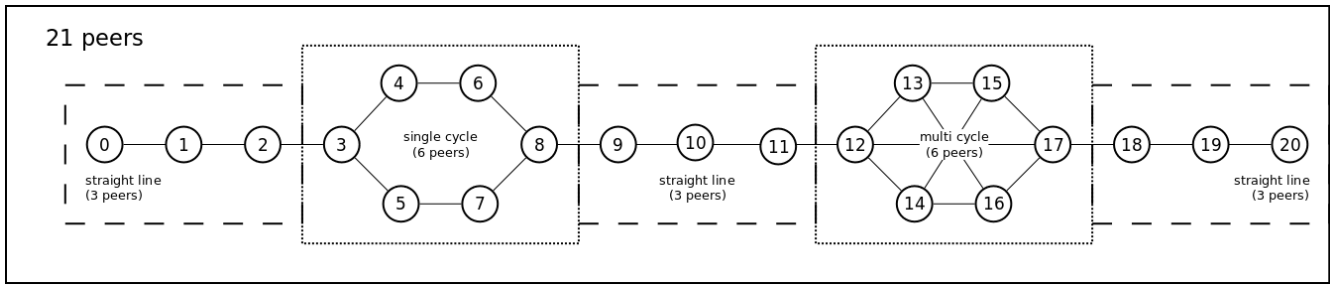 21 peers
0
1
2
straight line
(3 peers)
3
4
6
single cycle
(6 peers)
5
7
8
9
10
11
straight line
(3 peers)
12
13
15
multi cycle
(6 peers)
14
16
17
18
19
20
straight line
(3 peers)